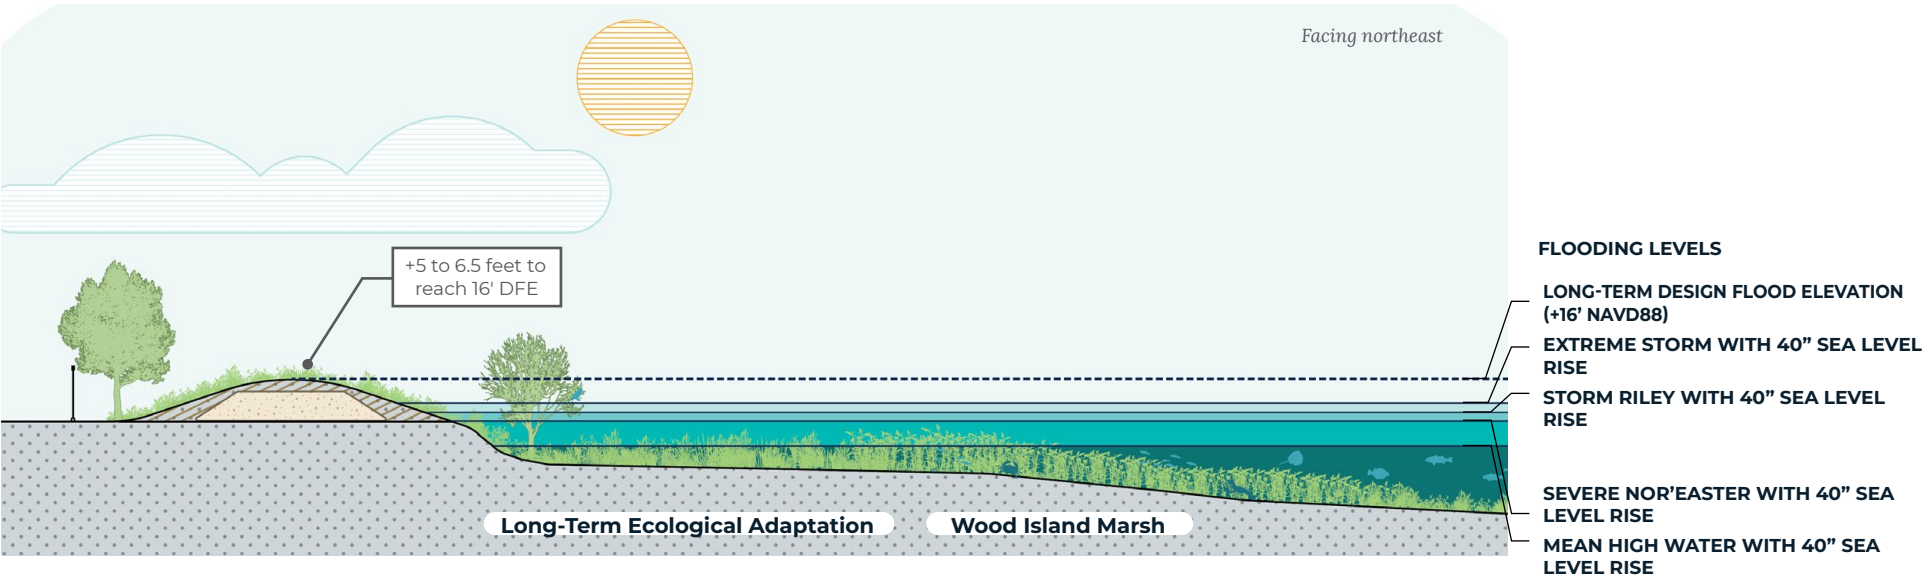 Facing northeast
+5 to 6.5 feet to
reach 16' DFE
FLOODING LEVELS
LONG-TERM DESIGN FLOOD ELEVATION
(+16’ NAVD88)
EXTREME STORM WITH 40” SEA LEVEL
RISE
STORM RILEY WITH 40” SEA LEVEL
RISE
SEVERE NOR’EASTER WITH 40” SEA
LEVEL RISE
MEAN HIGH WATER WITH 40” SEA
LEVEL RISE
Long-Term Ecological Adaptation
Wood Island Marsh